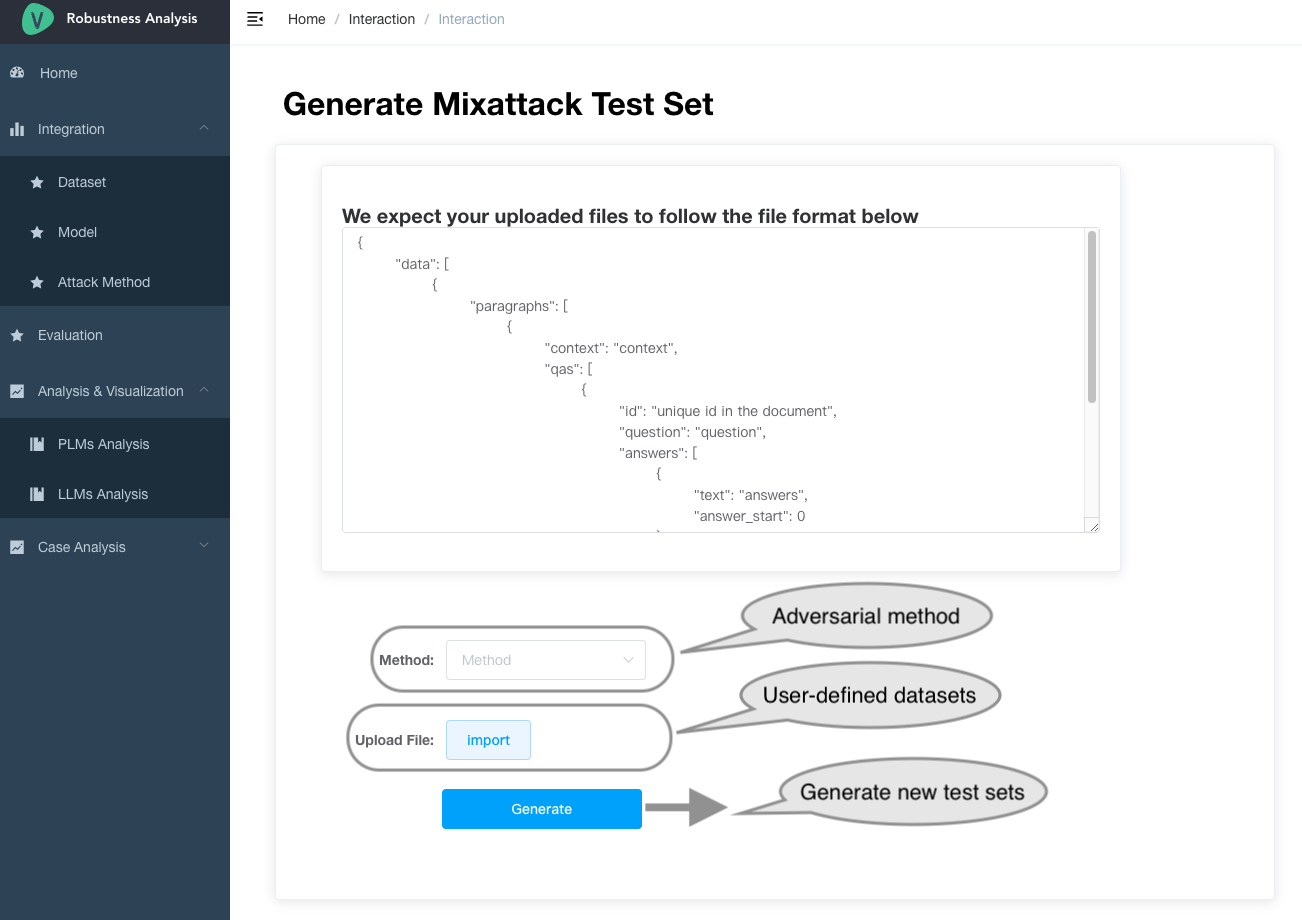 V Robustness Analysis
Home / Interaction / Interaction
Home
Integration
Dataset
Model
Attack Method
Evaluation
Analysis & Visualization
PLMs Analysis
LLMs Analysis
Case Analysis
Generate Mixattack Test Set
We expect your uploaded files to follow the file format below
{
"data": [
{
"paragraphs": [
{
"context": "context",
"qas": [
{
"id": "unique id in the document",
"question": "question",
"answers": [
{
"text": "answers",
"answer_start": 0
Adversarial method
Method: Method
User-defined datasets
Upload File: import
Generate new test sets
Generate